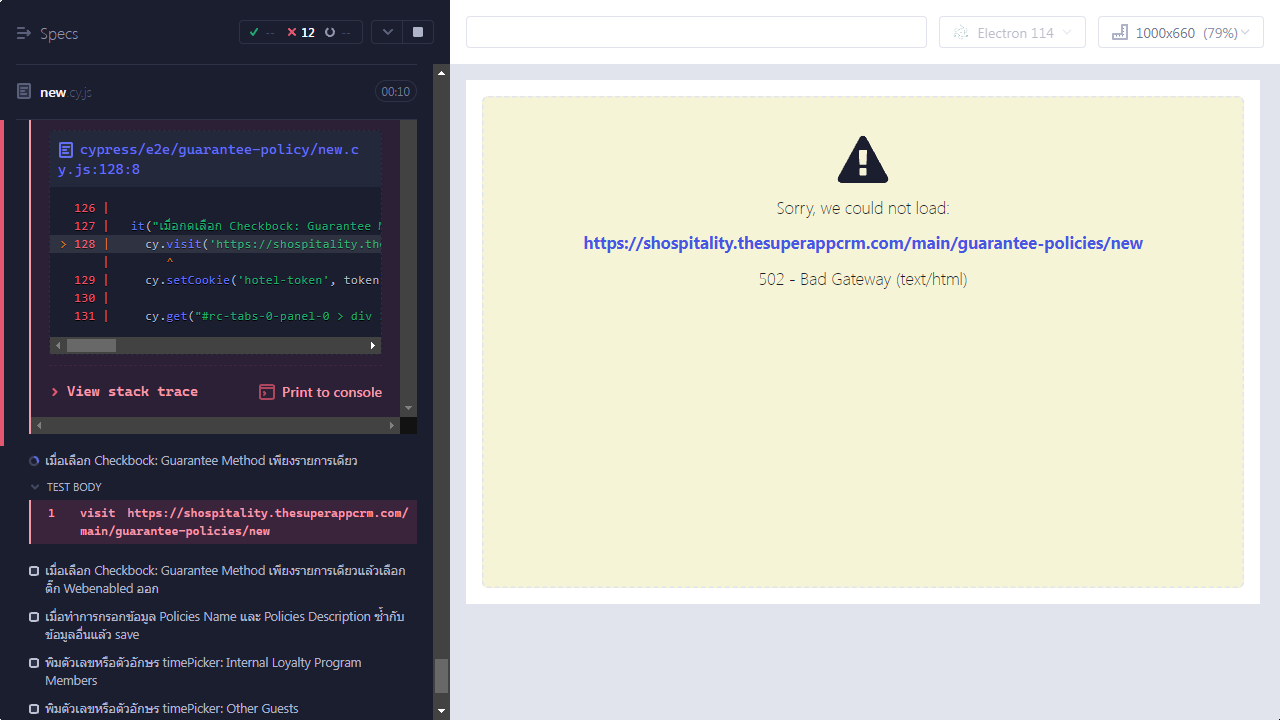 Specs
-- 12 --
new.cy.js
00:10
cypress/e2e/guarantee-policy/new.c
y.js:128:8
126 |
127 | it("เมื่อกดเลือก Checkbock: Guarantee M
> 128 | cy.visit('https://shospitality.the
| ^
129 | cy.setCookie('hotel-token', token
130 |
131 | cy.get("#rc-tabs-0-panel-0 > div
View stack trace
Print to console
เมื่อเลือก Checkbock: Guarantee Method เพียงรายการเดียว
TEST BODY
1 visit https://shospitality.thesuperappcrm.com/
main/guarantee-policies/new
เมื่อเลือก Checkbock: Guarantee Method เพียงรายการเดียวแล้วเลือก
ติ๊ก Webenabled ออก
เมื่อทำการกรอกข้อมูล Policies Name และ Policies Description ซ้ำกับ
ข้อมูลอื่นแล้ว save
พิมตัวเลขหรือตัวอักษร timePicker: Internal Loyalty Program
Members
พิมตัวเลขหรือตัวอักษร timePicker: Other Guests
Electron 114
1000x660 (79%)
Sorry, we could not load:
https://shospitality.thesuperappcrm.com/main/guarantee-policies/new
502 - Bad Gateway (text/html)